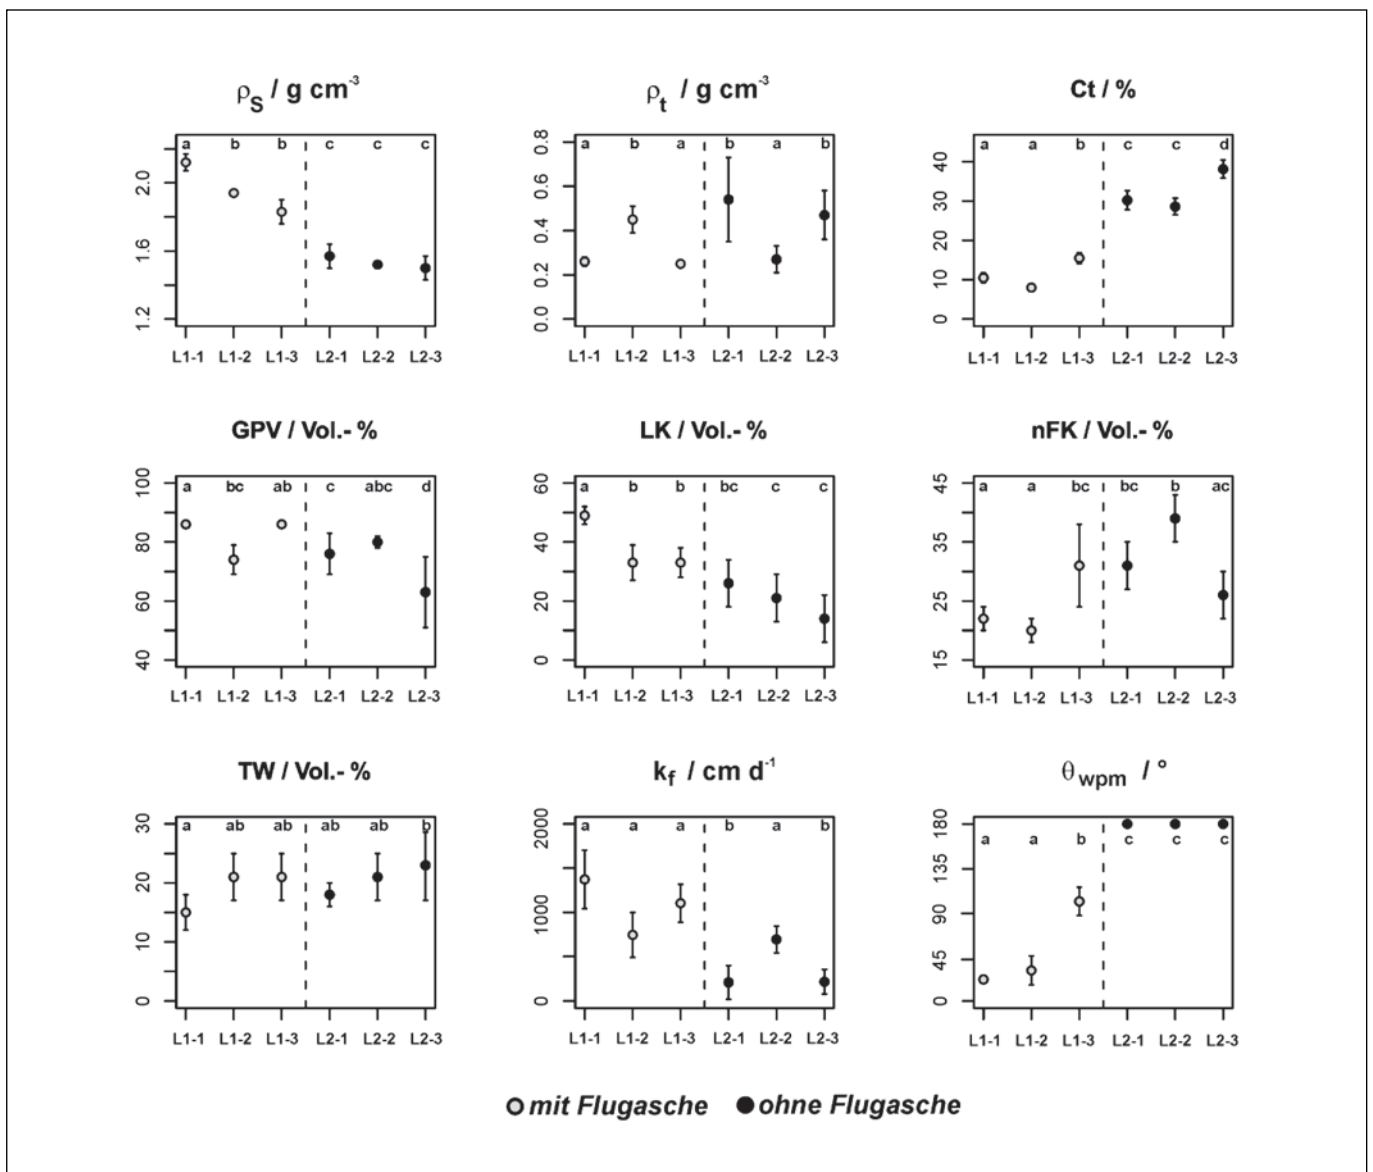 ρS / g cm-3
ρt / g cm-3
Ct / %
a b b c c c
2.0
1.6
1.2
L1-1 L1-2 L1-3 L2-1 L2-2 L2-3
a b a b a b
0.8
0.6
0.4
0.2
0.0
L1-1 L1-2 L1-3 L2-1 L2-2 L2-3
a a b c c d
40
30
20
10
0
L1-1 L1-2 L1-3 L2-1 L2-2 L2-3
GPV / Vol.- %
LK / Vol.- %
nFK / Vol.- %
a bc ab c abc d
100
80
60
40
L1-1 L1-2 L1-3 L2-1 L2-2 L2-3
a b b bc c c
60
40
20
0
L1-1 L1-2 L1-3 L2-1 L2-2 L2-3
a a bc bc b ac
45
35
25
15
L1-1 L1-2 L1-3 L2-1 L2-2 L2-3
TW / Vol.- %
kf / cm d-1
θwpm / °
a ab ab ab ab b
30
20
10
0
L1-1 L1-2 L1-3 L2-1 L2-2 L2-3
a a a b a b
2000
1000
0
L1-1 L1-2 L1-3 L2-1 L2-2 L2-3
a a b c c c
180
135
90
45
0
L1-1 L1-2 L1-3 L2-1 L2-2 L2-3
mit Flugasche ohne Flugasche